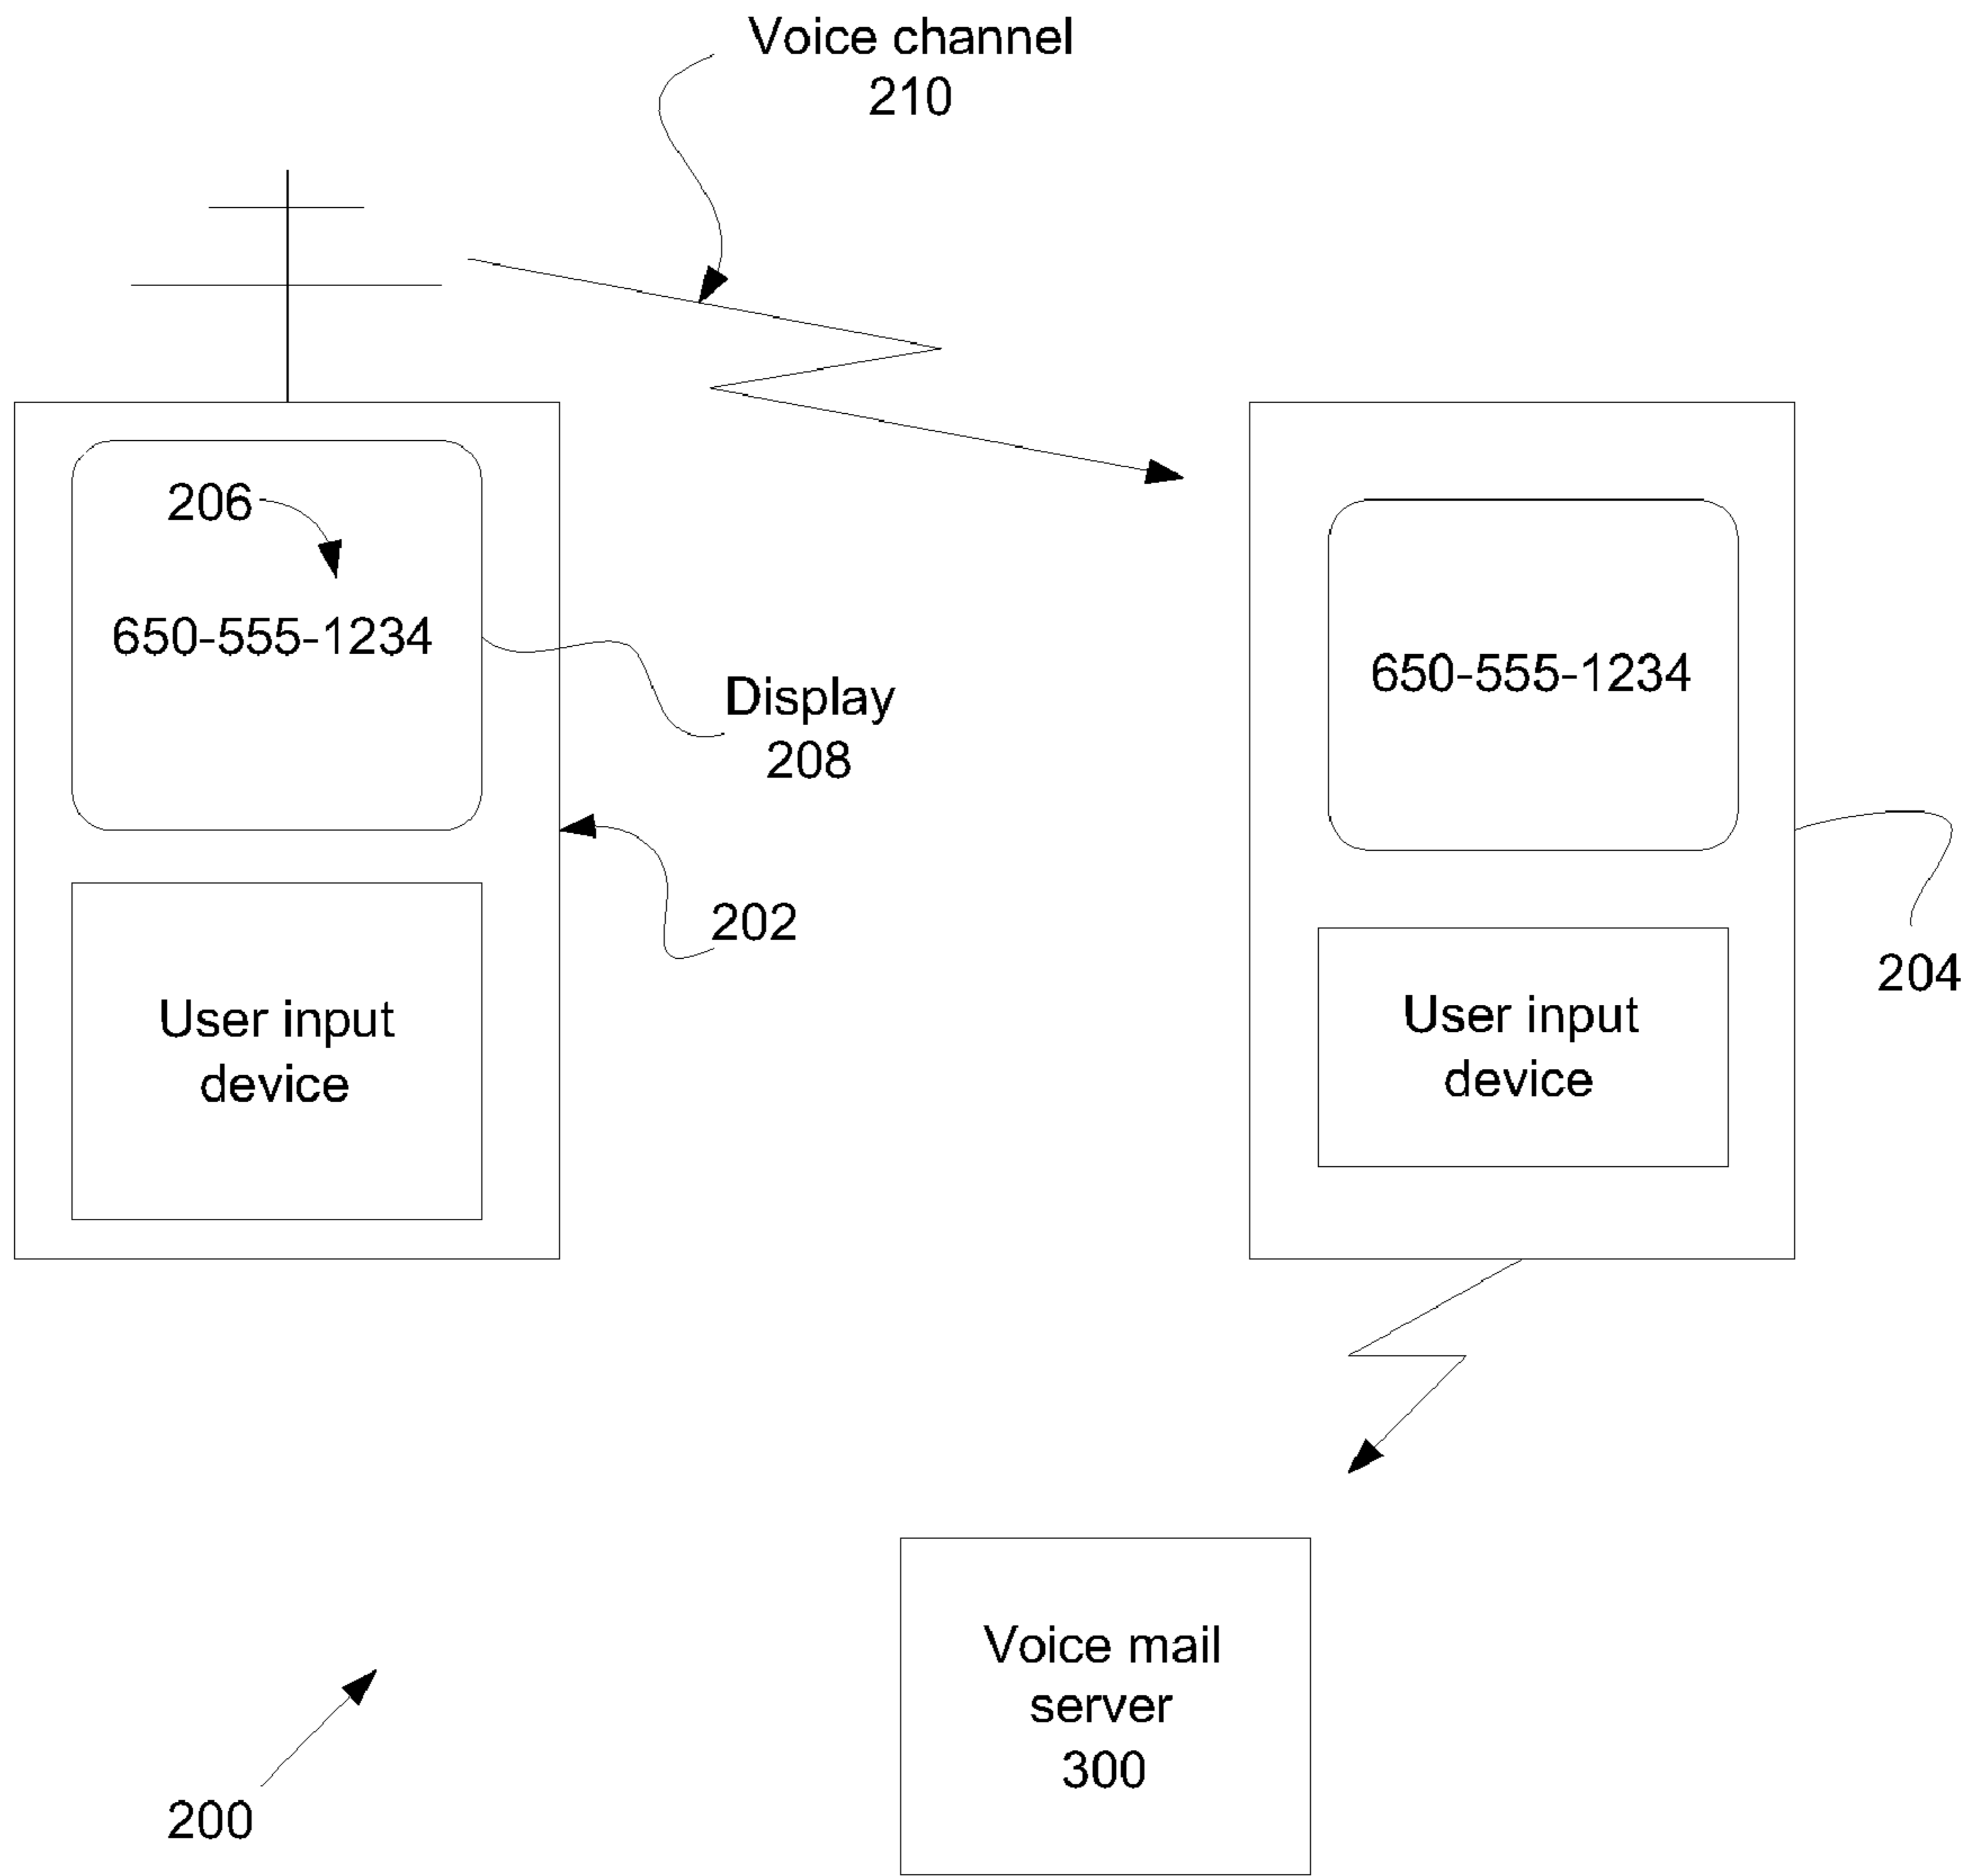 Voice channel
210
206
650-555-1234
650-555-1234
Display
208
202
204
User input
device
User input
device
Voice mail
server
300
200